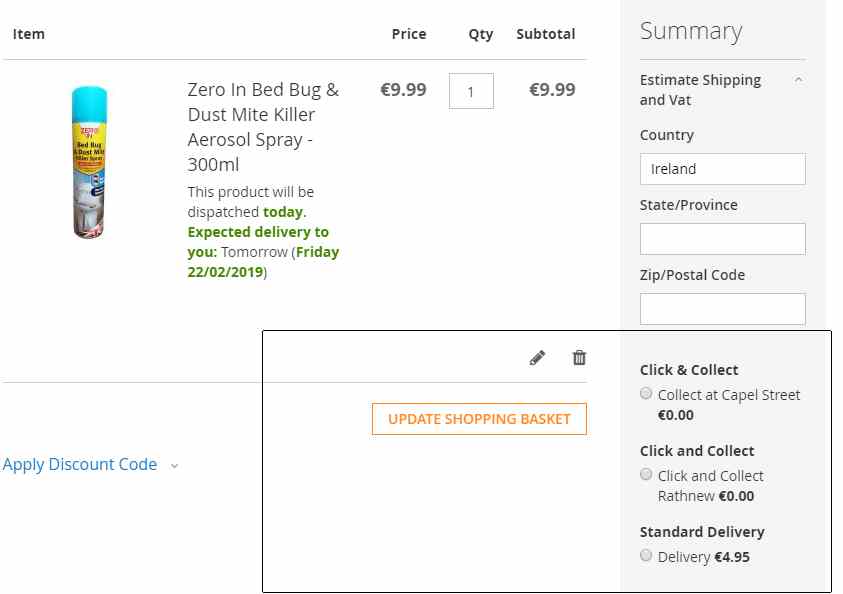 Item
Price
Qty
Subtotal
ZERO IN
Bed Bug
& Dust Mite
Killer Spray
Zero In Bed Bug &
Dust Mite Killer
Aerosol Spray -
300ml
€9.99
1
€9.99
This product will be
dispatched today.
Expected delivery to
you: Tomorrow (Friday
22/02/2019)
UPDATE SHOPPING BASKET
Apply Discount Code
Summary
Estimate Shipping
and Vat
Country
Ireland
State/Province
Zip/Postal Code
Click & Collect
Collect at Capel Street
€0.00
Click and Collect
Click and Collect
Rathnew €0.00
Standard Delivery
Delivery €4.95